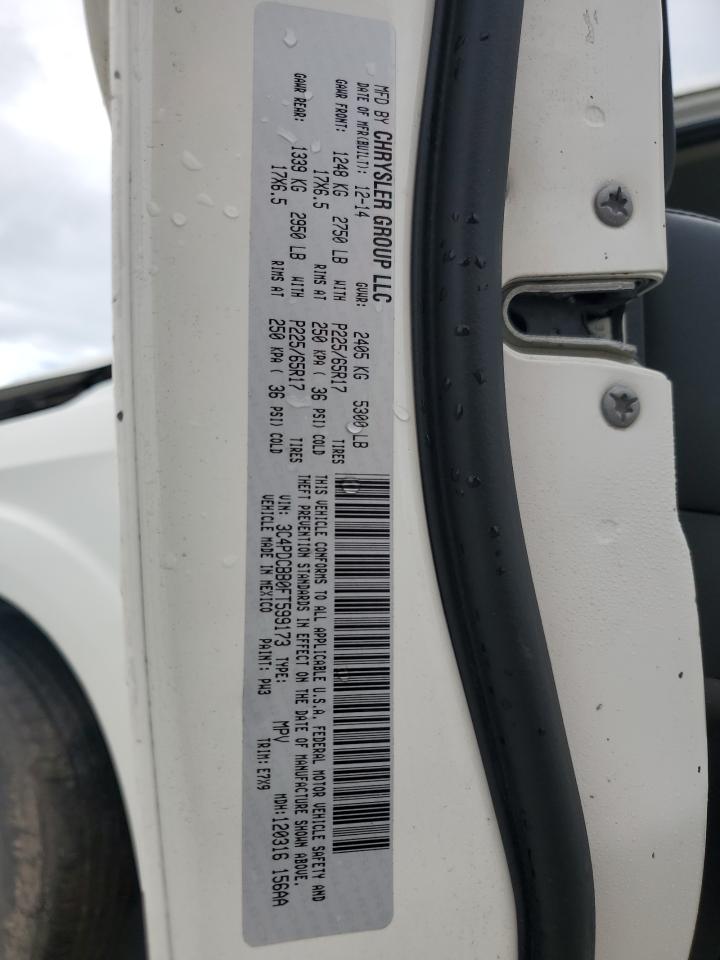 MFD BY CHRYSLER GROUP LLC
DATE OF MFR(BUILT): 12-14 GVWR: 2405 KG 5300 LB
GAWR FRONT: 1248 KG 2750 LB WITH P225/65R17 TIRES
17X6.5 RIMS AT 250 KPA ( 36 PSI) COLD
GAWR REAR: 1339 KG 2950 LB WITH P225/65R17 TIRES
17X6.5 RIMS AT 250 KPA ( 36 PSI) COLD
THIS VEHICLE CONFORMS TO ALL APPLICABLE U.S.A. FEDERAL MOTOR VEHICLE SAFETY AND
THEFT PREVENTION STANDARDS IN EFFECT ON THE DATE OF MANUFACTURE SHOWN ABOVE.
VIN: 3C4PDCBB0FT599173 TYPE: MPV MDH:120316 156AA
VEHICLE MADE IN MEXICO PAINT: PW3 TRIM:E7X9